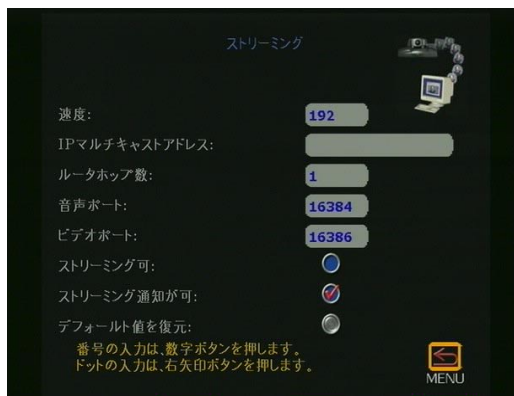 ストリーミング
速度: 192
IPマルチキャストアドレス:
ルータホップ数: 1
音声ポート: 16384
ビデオポート: 16386
ストリーミング可:
ストリーミング通知が可:
デフォールト値を復元:
番号の入力は、数字ボタンを押します。
ドットの入力は、右矢印ボタンを押します。
MENU